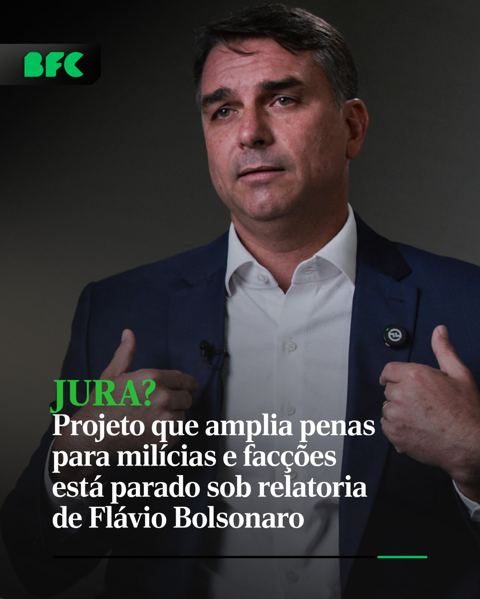 BFC
JURA?
Projeto que amplia penas
para milícias e facções
está parado sob relatoria
de Flávio Bolsonaro